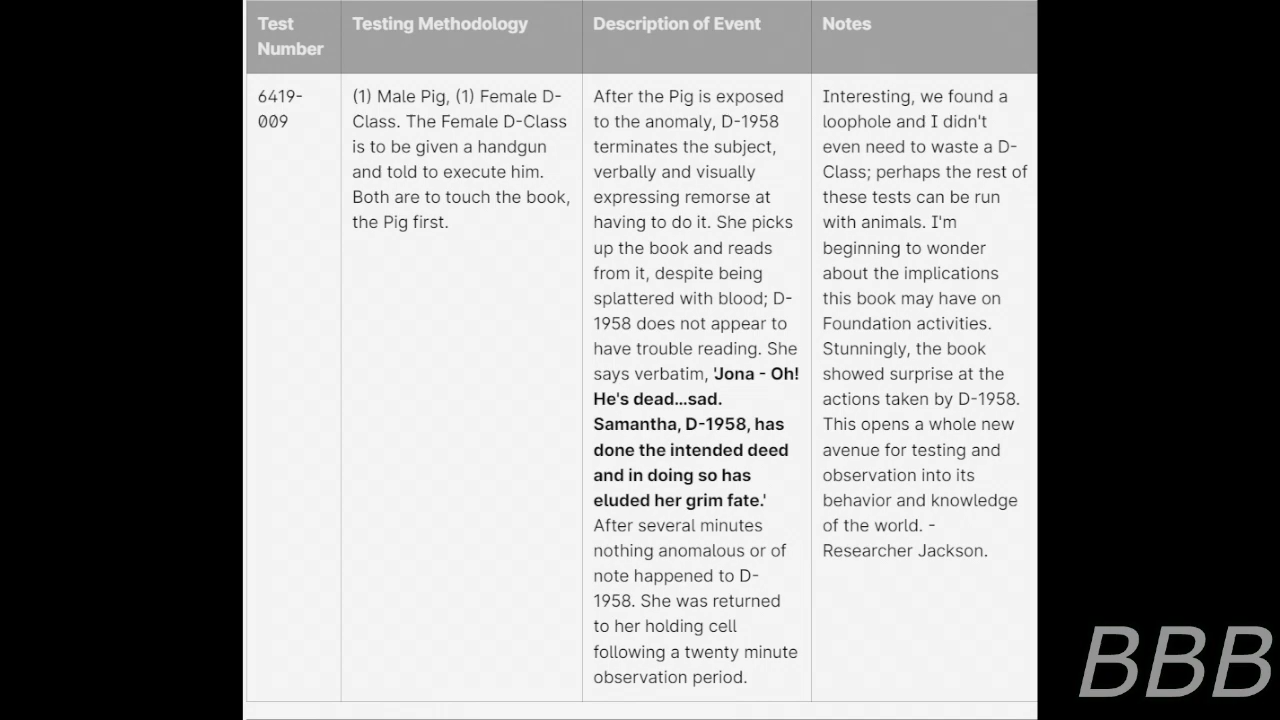 Test
Number
Testing Methodology
Description of Event
Notes
6419-
009
(1) Male Pig, (1) Female D-
Class. The Female D-Class
is to be given a handgun
and told to execute him.
Both are to touch the book,
the Pig first.
After the Pig is exposed
to the anomaly, D-1958
terminates the subject,
verbally and visually
expressing remorse at
having to do it. She picks
up the book and reads
from it, despite being
splattered with blood; D-
1958 does not appear to
have trouble reading. She
says verbatim, 'Jona - Oh!
He's dead...sad.
Samantha, D-1958, has
done the intended deed
and in doing so has
eluded her grim fate.'
After several minutes
nothing anomalous or of
note happened to D-
1958. She was returned
to her holding cell
following a twenty minute
observation period.
Interesting, we found a
loophole and I didn't
even need to waste a D-
Class; perhaps the rest of
these tests can be run
with animals. I'm
beginning to wonder
about the implications
this book may have on
Foundation activities.
Stunningly, the book
showed surprise at the
actions taken by D-1958.
This opens a whole new
avenue for testing and
observation into its
behavior and knowledge
of the world. -
Researcher Jackson.
BBB